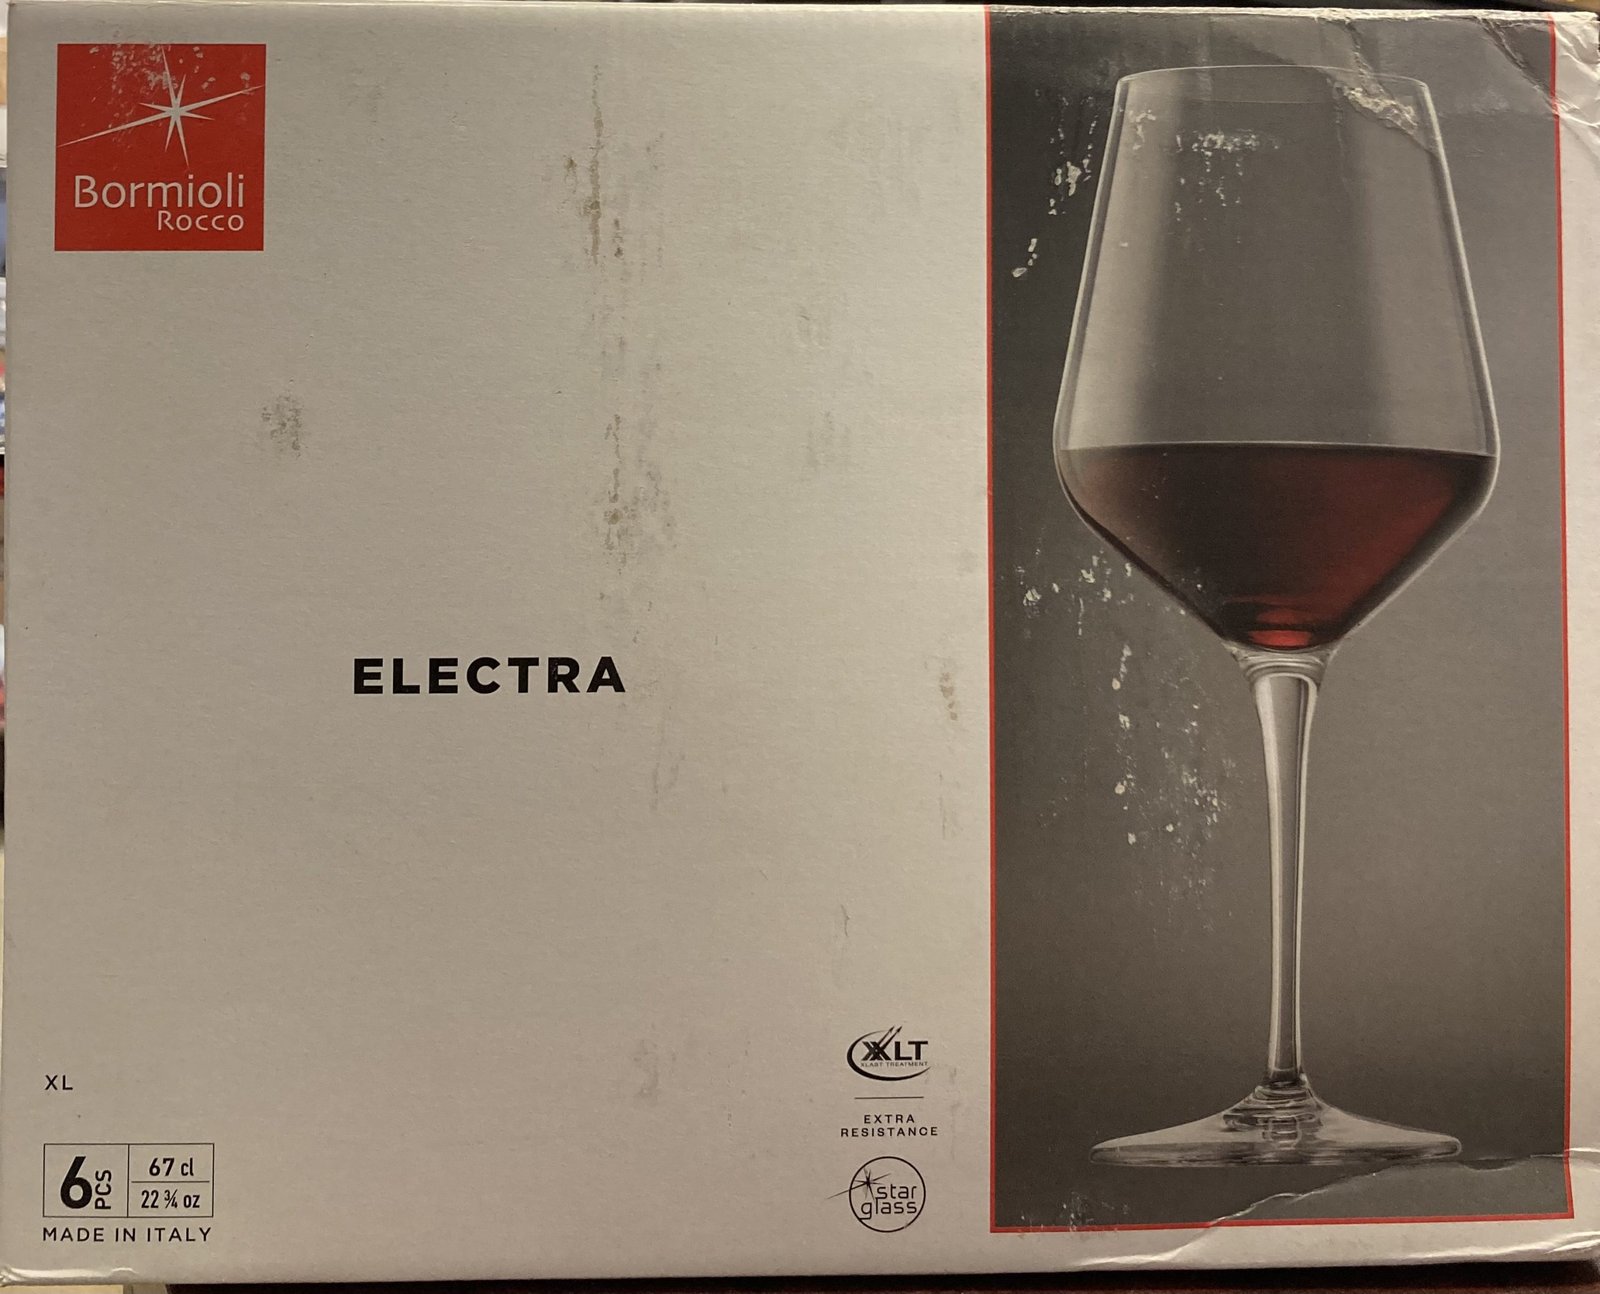 Bormioli
Rocco
ELECTRA
XL
6 PCS
67 cl
22 ¾ oz
MADE IN ITALY
XLT
XLAST TREATMENT
EXTRA
RESISTANCE
star
glass